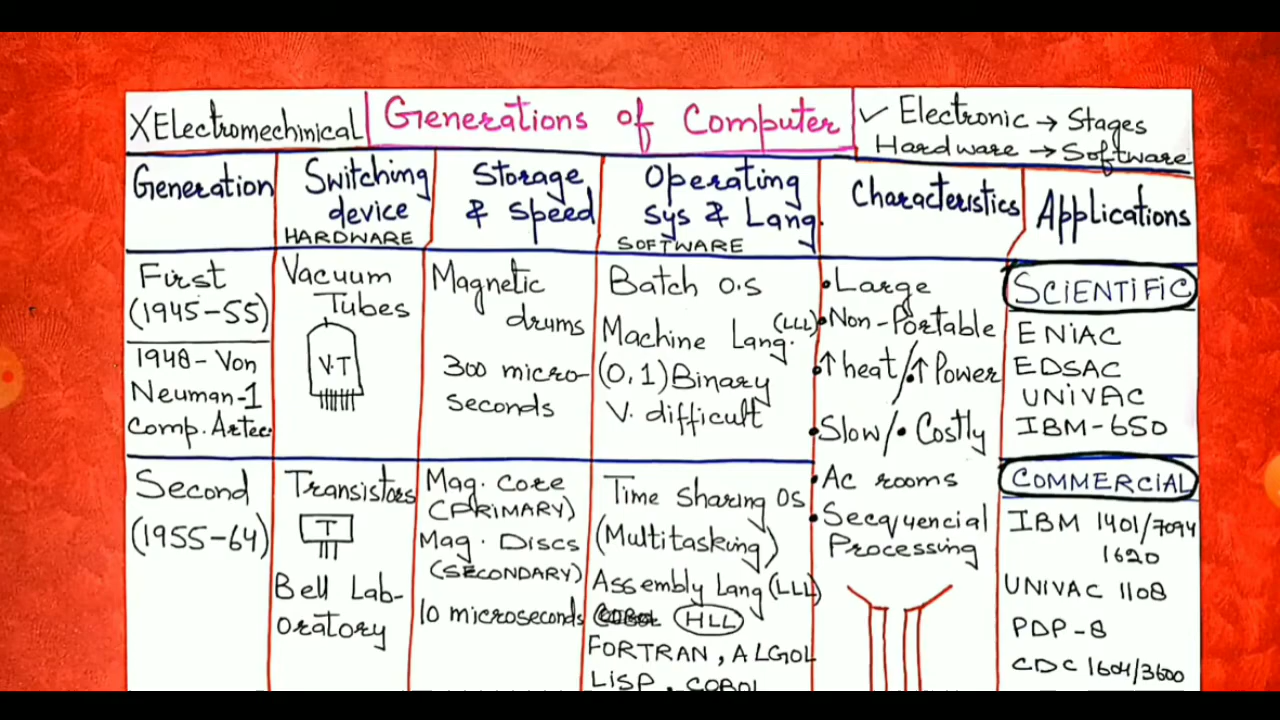 XElectromechinical
Generations of Computer
✓ Electronic → Stages
Hardware → Software
Generation
Switching
device
HARDWARE
Storage
& Speed
Operating
Sys & Lang.
SOFTWARE
Characteristics
Applications
First
(1945-55)
1948 - Von
Neuman-1
Comp. Artec
Vacuum
Tubes
V.T
Magnetic
drums
300 micro-
seconds
Batch O.S
Machine Lang. (LLL)
(0,1) Binary
V. difficult
•Large
•Non-Portable
•↑heat/•↑Power
•Slow/•Costly
•Ac rooms
•Secquencial
Processing
SCIENTIFIC
ENiAC
EDSAC
UNiVAC
IBM-650
Second
(1955-64)
Transistors
T
Bell Lab-
oratory
Mag. Core
(PRIMARY)
Mag. Discs
(SECONDARY)
10 microseconds
Time sharing OS
(Multitasking)
Assembly Lang (LLL)
HLL
FORTRAN, ALGOL
LiSP, COBOL
COMMERCiAL
IBM 1401/7094
1620
UNIVAC 1108
PDP-8
CDC 1604/3600